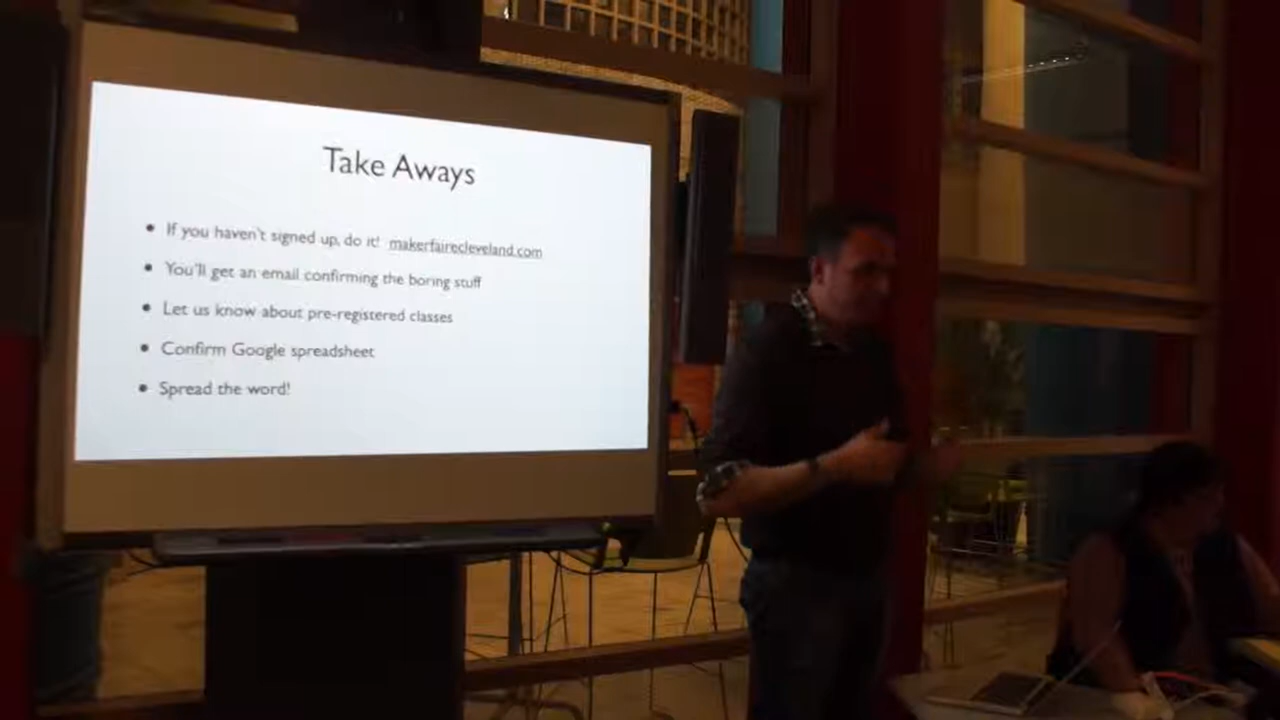 Take Aways
• If you haven't signed up, do it! makerfairecleveland.com
• You'll get an email confirming the boring stuff
• Let us know about pre-registered classes
• Confirm Google spreadsheet
• Spread the word!